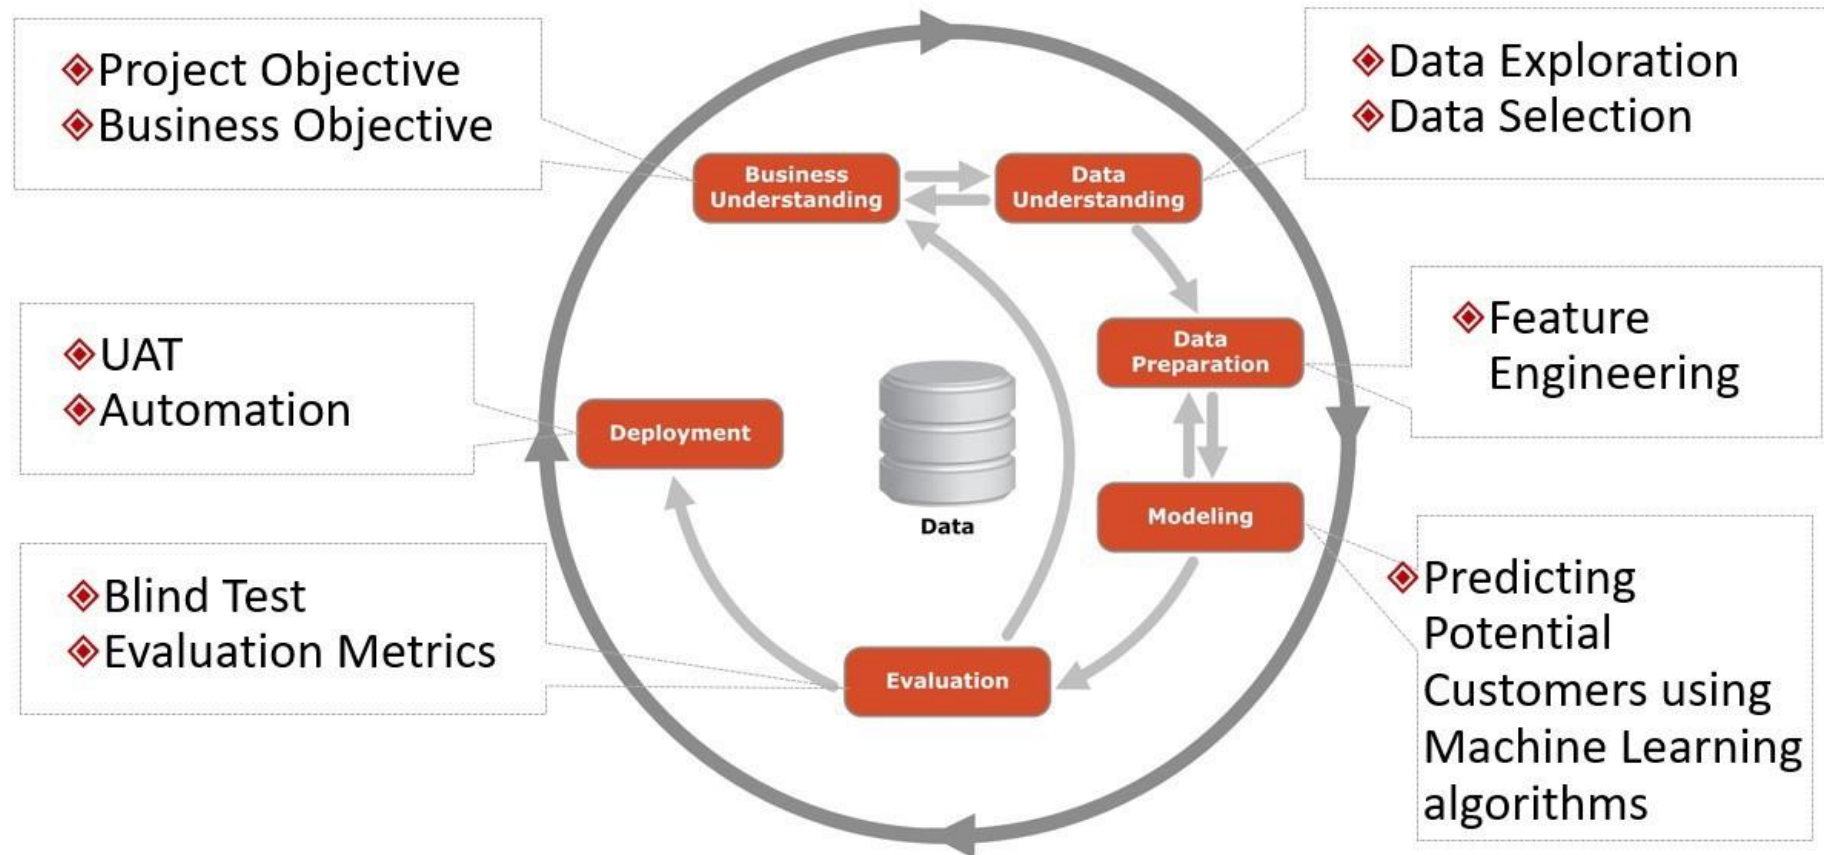 Project Objective
Business Objective
Data Exploration
Data Selection
Business
Understanding
Data
Understanding
UAT
Automation
Feature
Engineering
Data
Preparation
Deployment
Data
Modeling
Blind Test
Evaluation Metrics
Evaluation
Predicting
Potential
Customers using
Machine Learning
algorithms